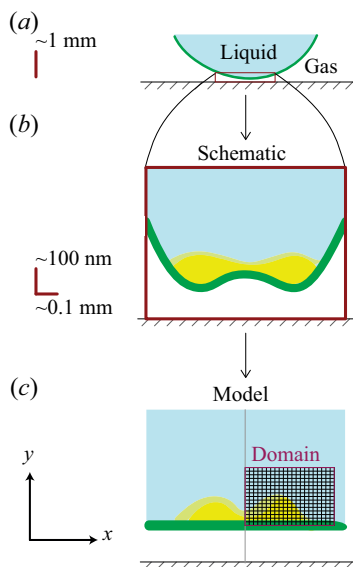 (a)
~1 mm
Liquid
Gas
(b)
Schematic
~100 nm
~0.1 mm
(c)
Model
Domain
y
x